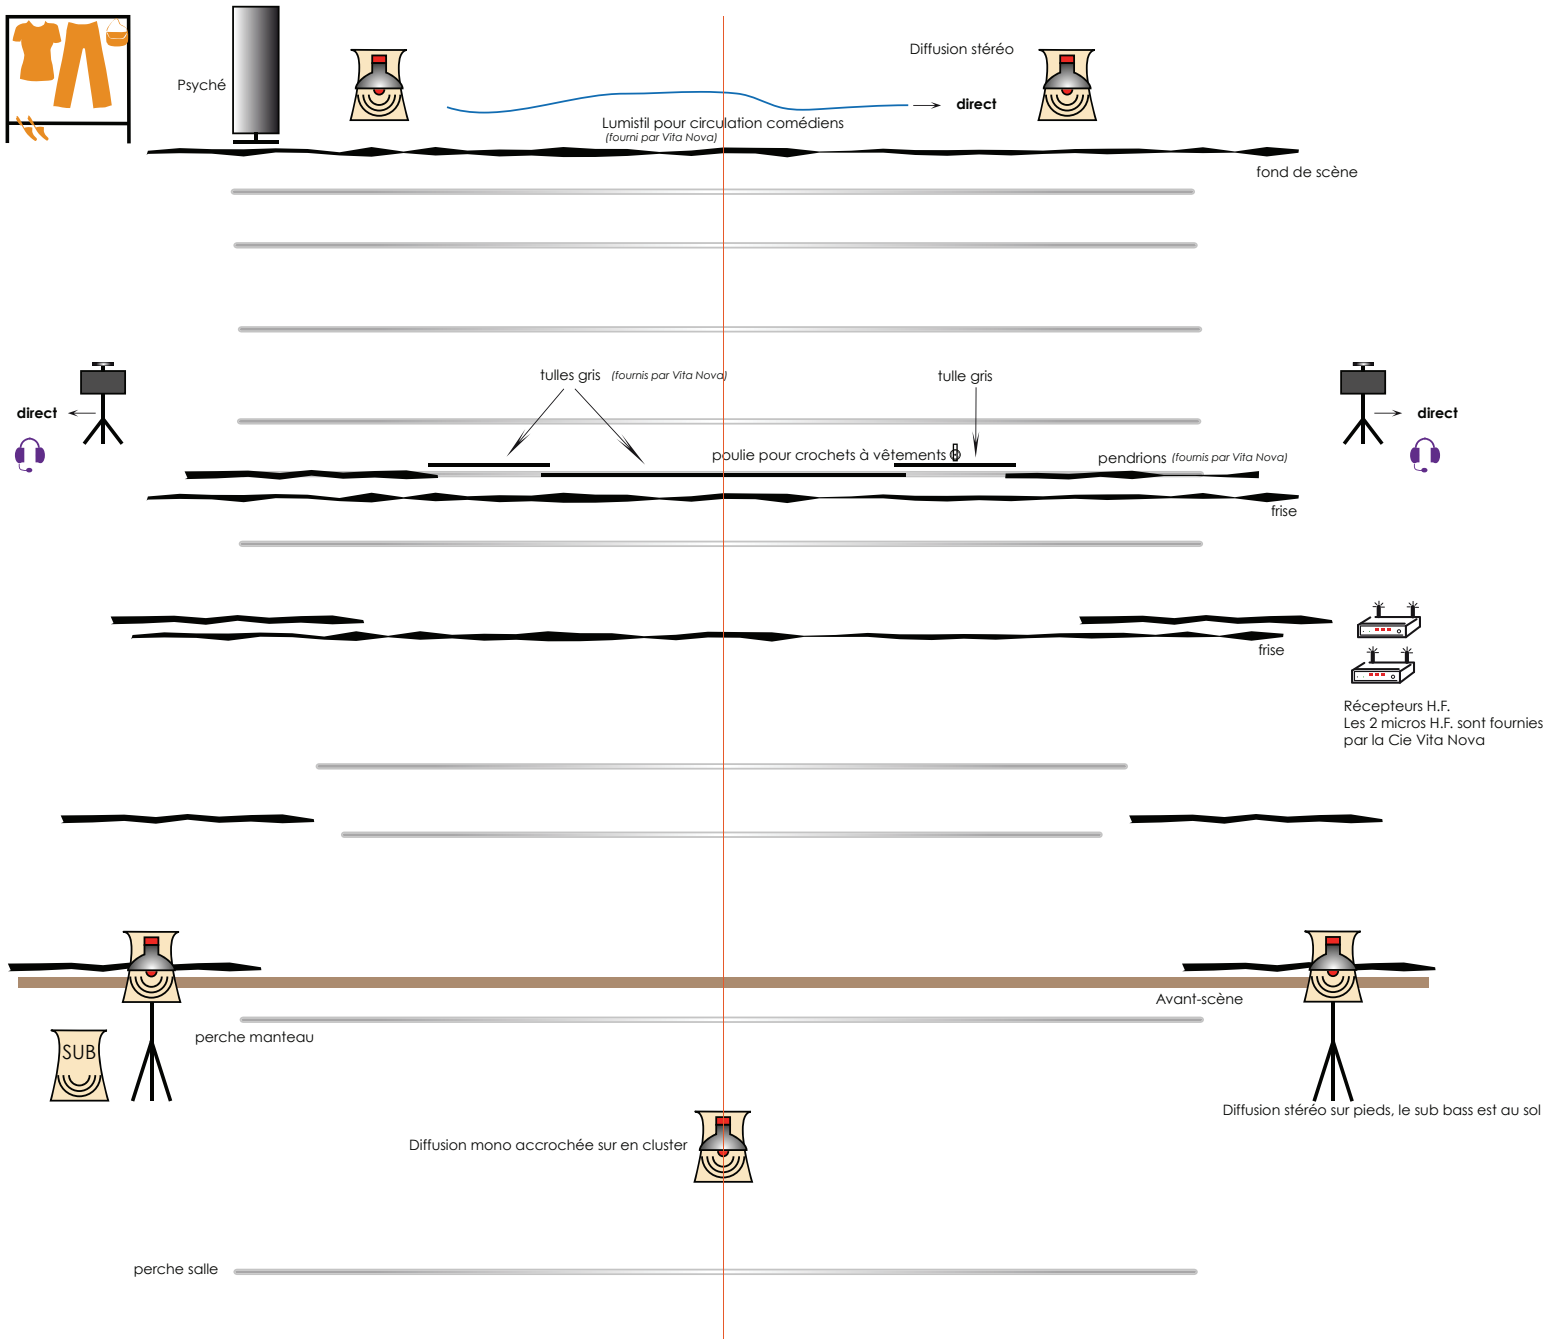 Diffusion stéréo
Psyché
direct
Lumistil pour circulation comédiens
(fourni par Vita Nova)
fond de scène
tulles gris (fournis par Vita Nova)
tulle gris
direct
direct
poulie pour crochets à vêtements
pendrions (fournis par Vita Nova)
frise
frise
Récepteurs H.F.
Les 2 micros H.F. sont fournies
par la Cie Vita Nova
Avant-scène
perche manteau
SUB
Diffusion stéréo sur pieds, le sub bass est au sol
Diffusion mono accrochée sur en cluster
perche salle